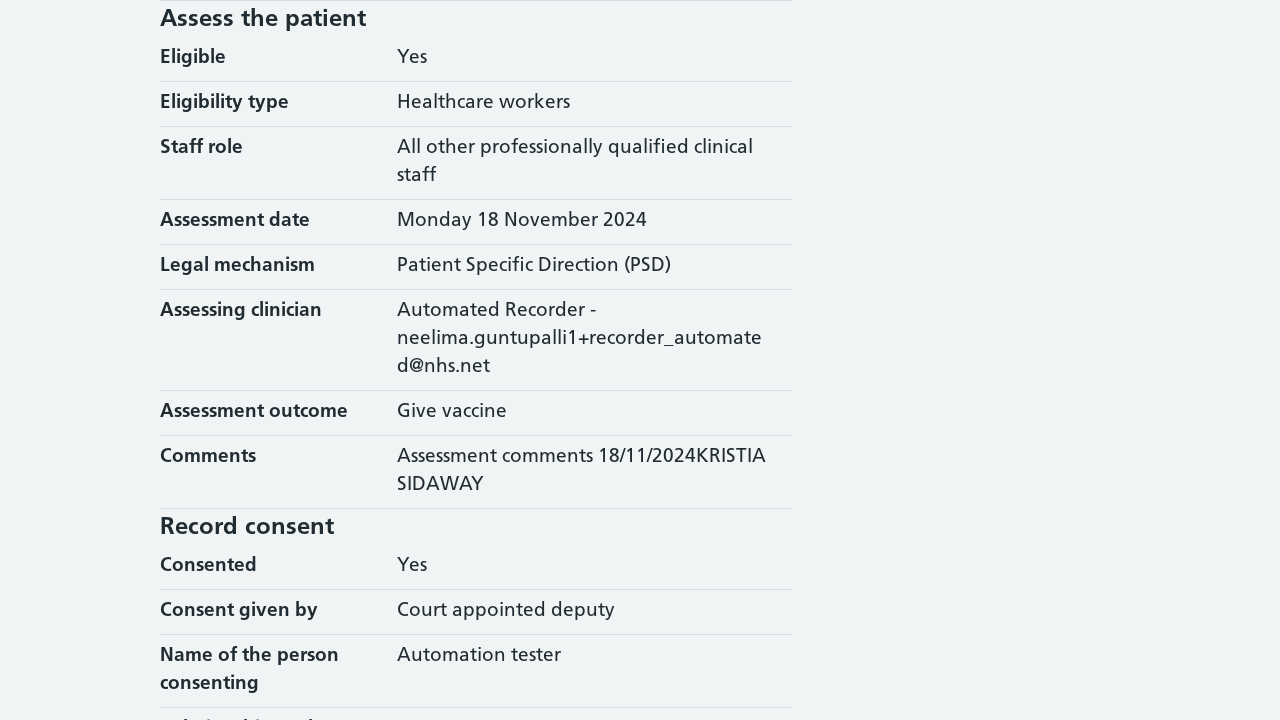 Assess the patient
Eligible Yes
Eligibility type Healthcare workers
Staff role All other professionally qualified clinical
staff
Assessment date Monday 18 November 2024
Legal mechanism Patient Specific Direction (PSD)
Assessing clinician Automated Recorder -
neelima.guntupalli1+recorder_automate
d@nhs.net
Assessment outcome Give vaccine
Comments Assessment comments 18/11/2024KRISTIA
SIDAWAY
Record consent
Consented Yes
Consent given by Court appointed deputy
Name of the person Automation tester
consenting